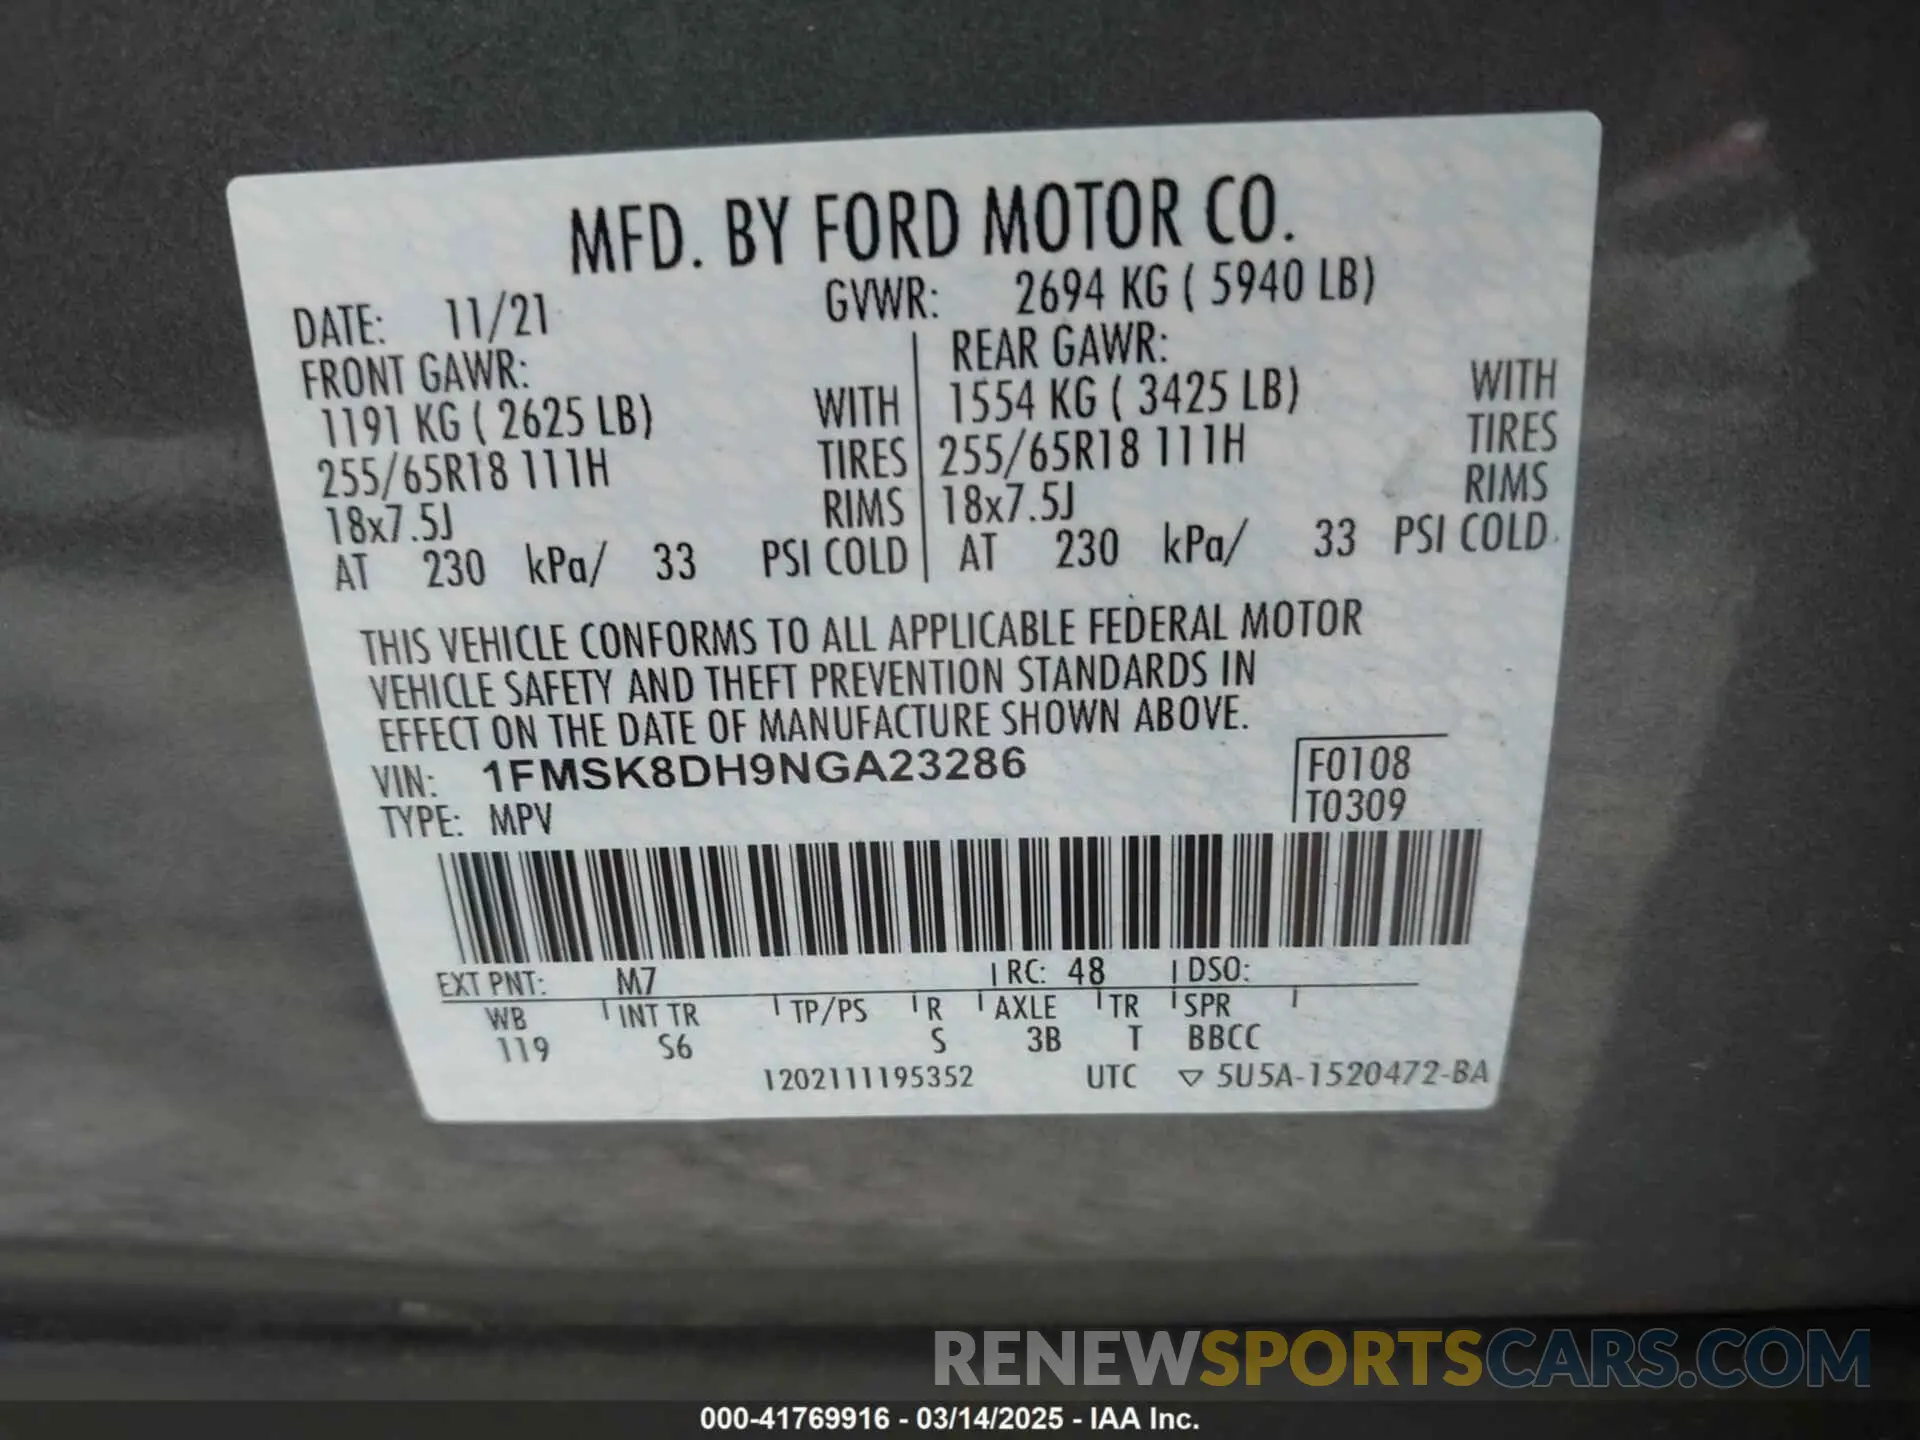 MFD. BY FORD MOTOR CO.
DATE: 11/21 GVWR: 2694 KG ( 5940 LB)
FRONT GAWR: REAR GAWR:
1191 KG ( 2625 LB) WITH 1554 KG ( 3425 LB) WITH
255/65R18 111H TIRES 255/65R18 111H TIRES
18x7.5J RIMS 18x7.5J RIMS
AT 230 kPa/ 33 PSI COLD AT 230 kPa/ 33 PSI COLD
THIS VEHICLE CONFORMS TO ALL APPLICABLE FEDERAL MOTOR
VEHICLE SAFETY AND THEFT PREVENTION STANDARDS IN
EFFECT ON THE DATE OF MANUFACTURE SHOWN ABOVE.
VIN: 1FMSK8DH9NGA23286 F0108
TYPE: MPV T0309
EXT PNT: M7 RC: 48 DSO:
WB INT TR TP/PS R AXLE TR SPR
119 S6 S 3B T BBCC
1202111195352 UTC ▽ 5U5A-1520472-BA
RENEWSPORTSCARS.COM
000-41769916 - 03/14/2025 - IAA Inc.